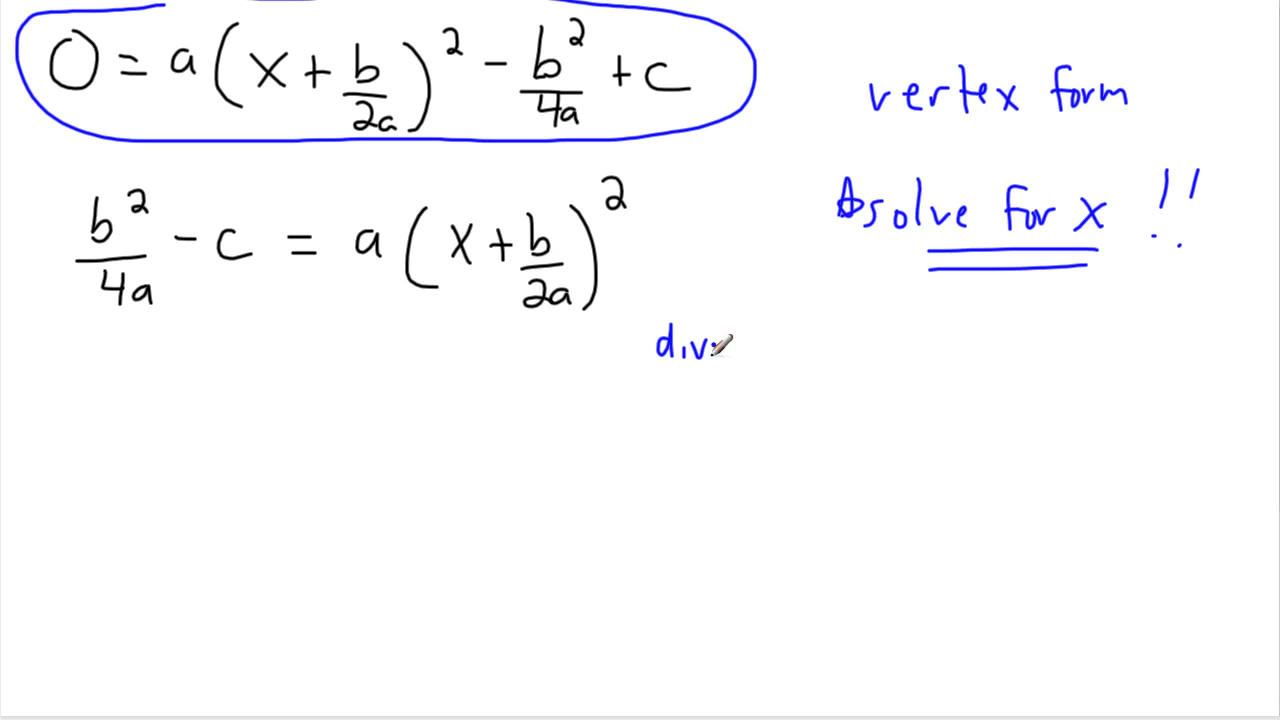 0 = a(x + b/2a)² - b²/4a + c
vertex form
solve for x !!
b²/4a - c = a(x + b/2a)²
div